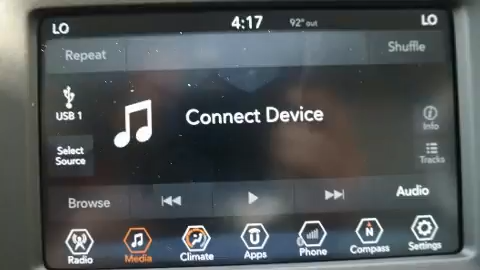 LO 4:17 92° out LO
Repeat Shuffle
USB 1
Connect Device
Info
Select
Source
Tracks
Browse Audio
Radio Media Climate Apps Phone Compass Settings
N